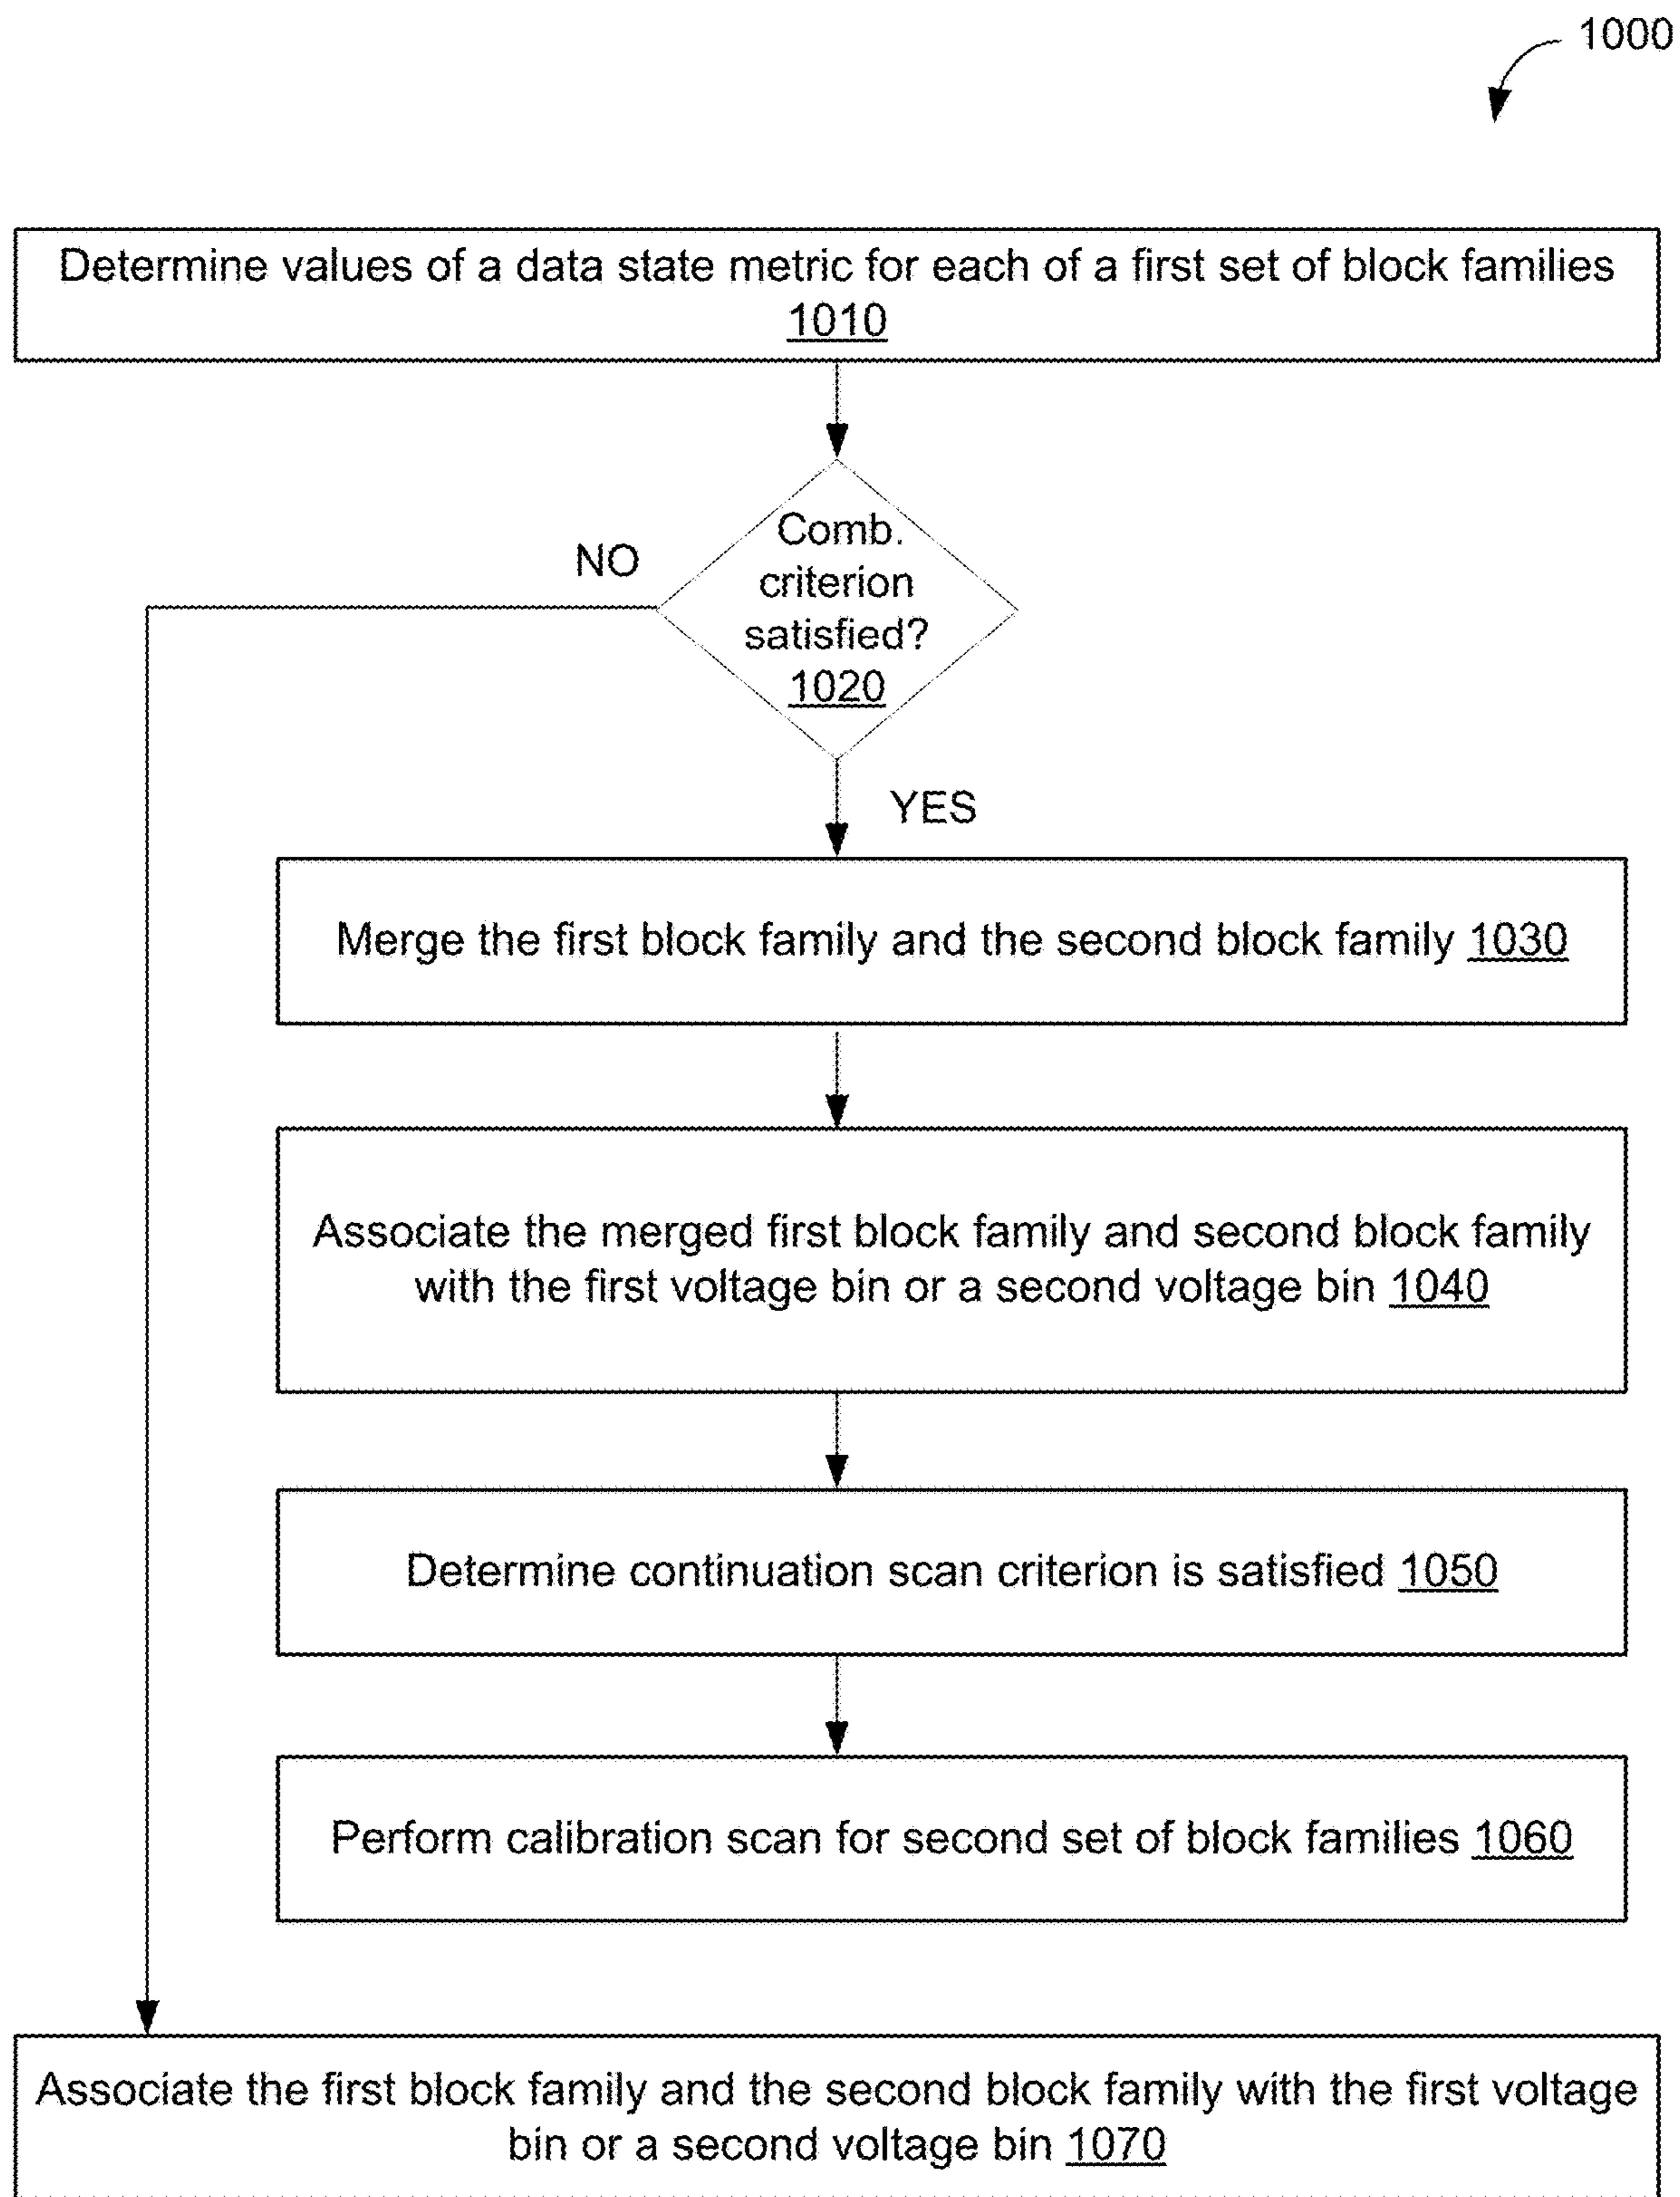 1000
Determine values of a data state metric for each of a first set of block families
1010
Comb.
criterion
satisfied?
1020
NO
YES
Merge the first block family and the second block family 1030
Associate the merged first block family and second block family
with the first voltage bin or a second voltage bin 1040
Determine continuation scan criterion is satisfied 1050
Perform calibration scan for second set of block families 1060
Associate the first block family and the second block family with the first voltage
bin or a second voltage bin 1070